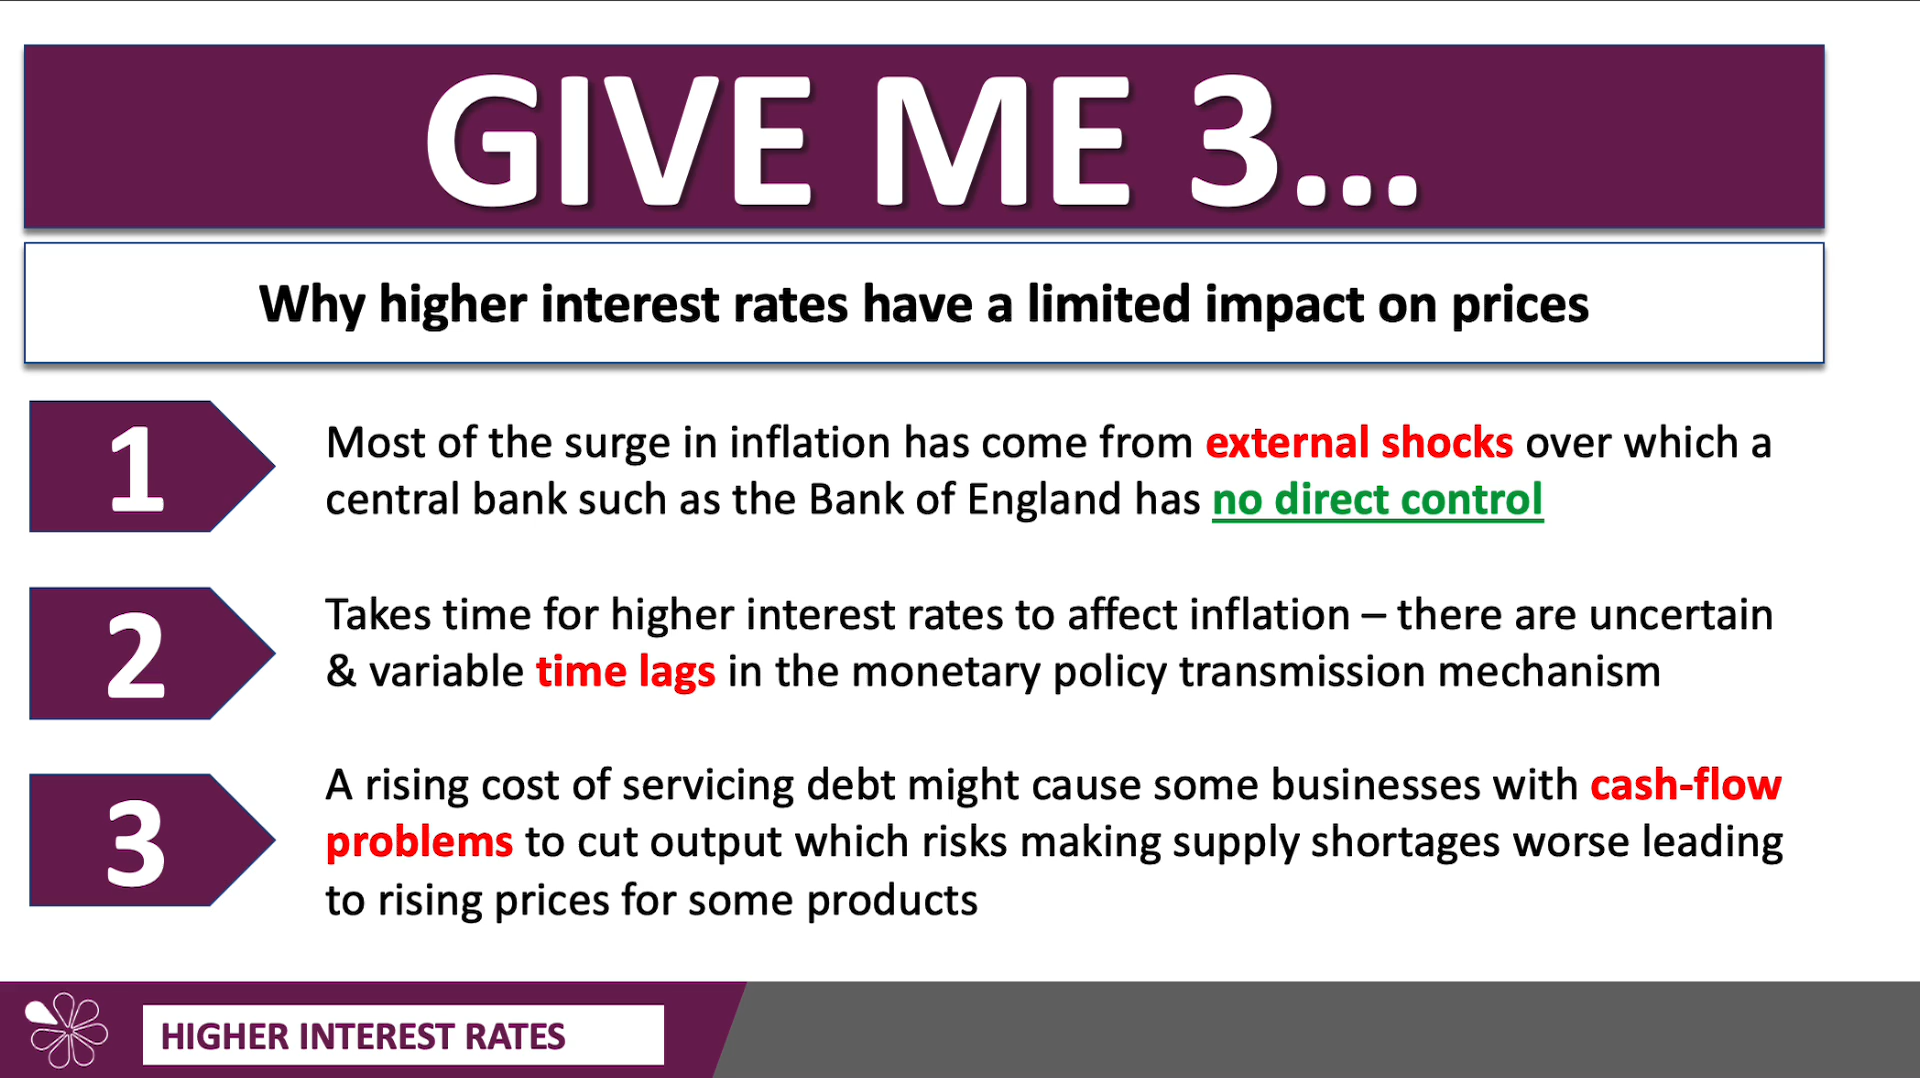 GIVE ME 3...
Why higher interest rates have a limited impact on prices
1
Most of the surge in inflation has come from external shocks over which a
central bank such as the Bank of England has no direct control
2
Takes time for higher interest rates to affect inflation – there are uncertain
& variable time lags in the monetary policy transmission mechanism
3
A rising cost of servicing debt might cause some businesses with cash-flow
problems to cut output which risks making supply shortages worse leading
to rising prices for some products
HIGHER INTEREST RATES